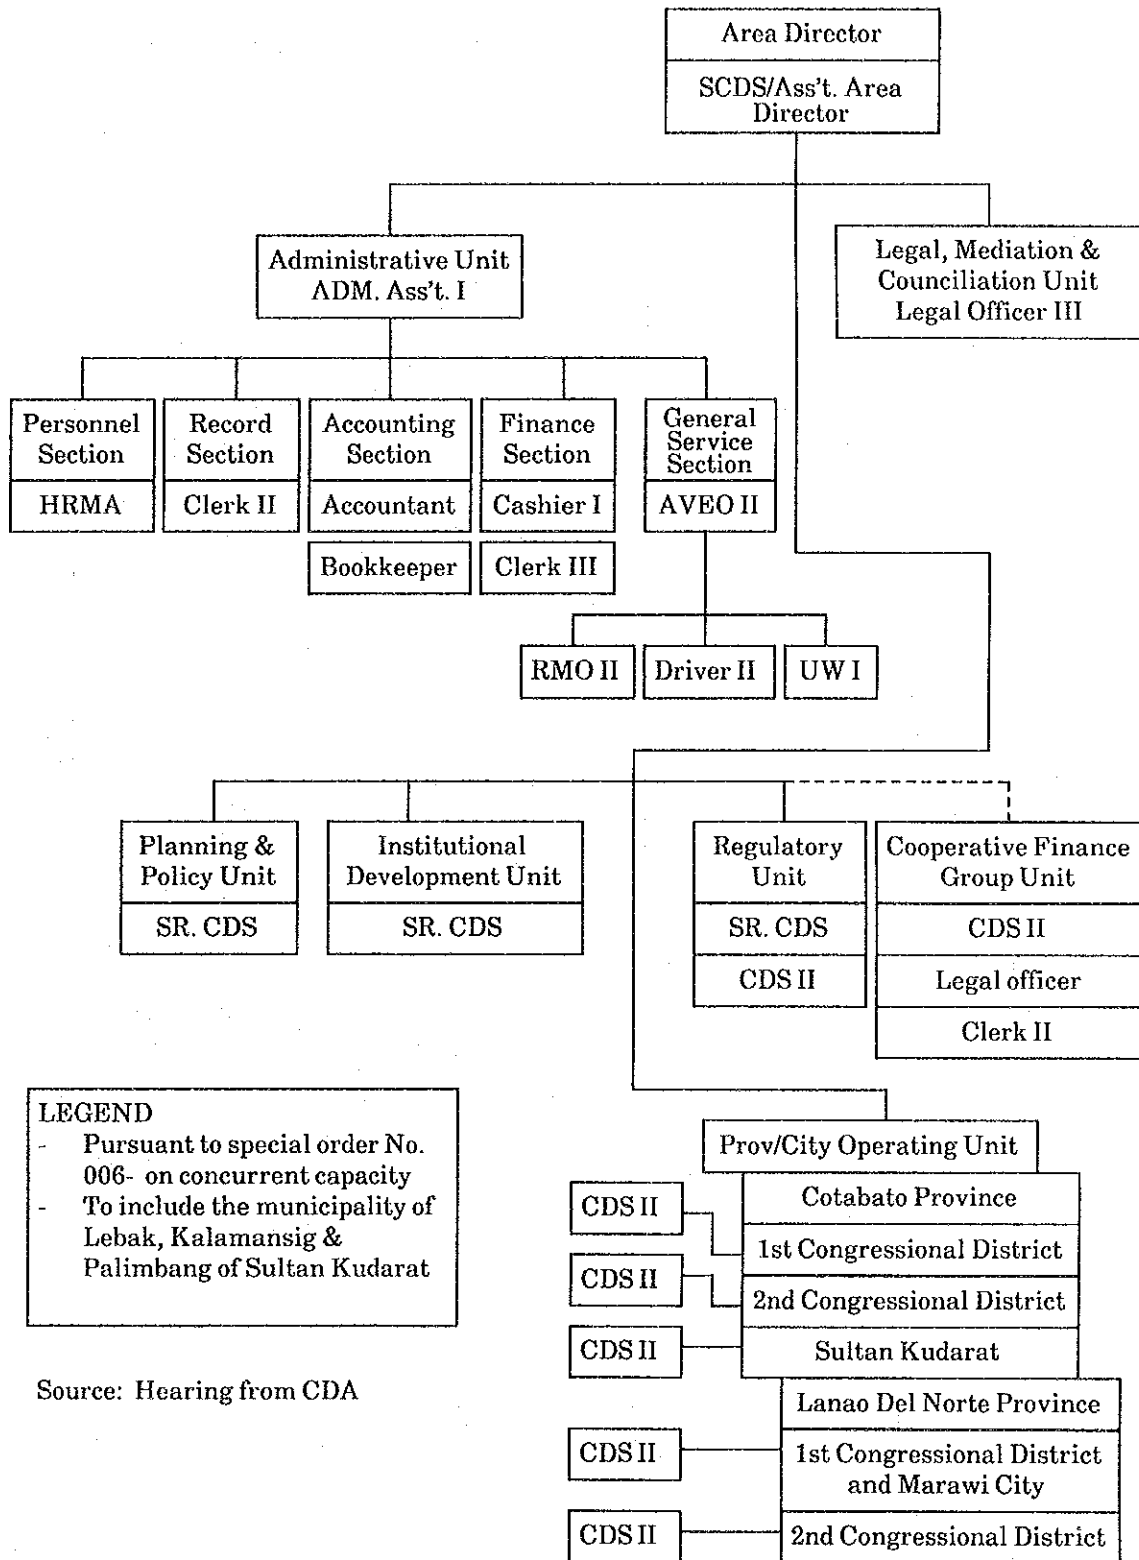 Area Director
SCDS/Ass't. Area
Director
Administrative Unit
ADM. Ass't. I
Legal, Mediation &
Counciliation Unit
Legal Officer III
Personnel
Section
HRMA
Record
Section
Clerk II
Accounting
Section
Accountant
Bookkeeper
Finance
Section
Cashier I
Clerk III
General
Service
Section
AVEO II
RMO II
Driver II
UW I
Planning &
Policy Unit
SR. CDS
Institutional
Development Unit
SR. CDS
Regulatory
Unit
SR. CDS
CDS II
Cooperative Finance
Group Unit
CDS II
Legal officer
Clerk II
LEGEND
- Pursuant to special order No.
006- on concurrent capacity
- To include the municipality of
Lebak, Kalamansig &
Palimbang of Sultan Kudarat
Source: Hearing from CDA
Prov/City Operating Unit
Cotabato Province
CDS II
1st Congressional District
CDS II
2nd Congressional District
CDS II
Sultan Kudarat
Lanao Del Norte Province
CDS II
1st Congressional District
and Marawi City
CDS II
2nd Congressional District